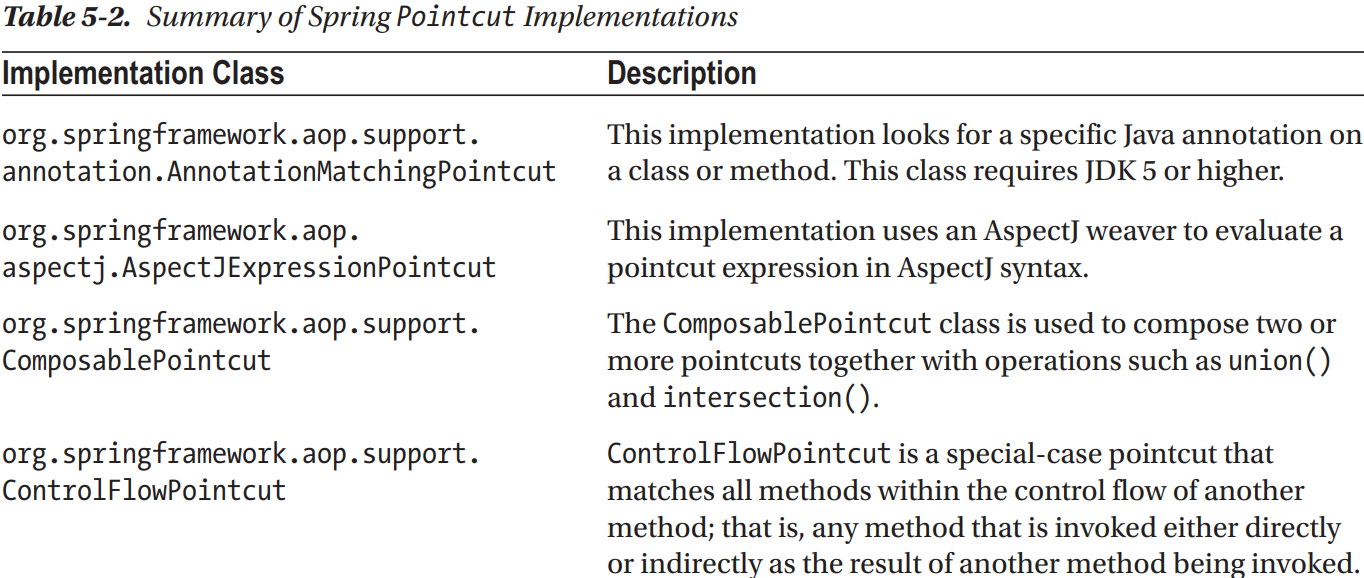 Table 5-2. Summary of Spring Pointcut Implementations
Implementation Class Description
org.springframework.aop.support.
annotation.AnnotationMatchingPointcut
This implementation looks for a specific Java annotation on
a class or method. This class requires JDK 5 or higher.
org.springframework.aop.
aspectj.AspectJExpressionPointcut
This implementation uses an AspectJ weaver to evaluate a
pointcut expression in AspectJ syntax.
org.springframework.aop.support.
ComposablePointcut
The ComposablePointcut class is used to compose two or
more pointcuts together with operations such as union()
and intersection().
org.springframework.aop.support.
ControlFlowPointcut
ControlFlowPointcut is a special-case pointcut that
matches all methods within the control flow of another
method; that is, any method that is invoked either directly
or indirectly as the result of another method being invoked.